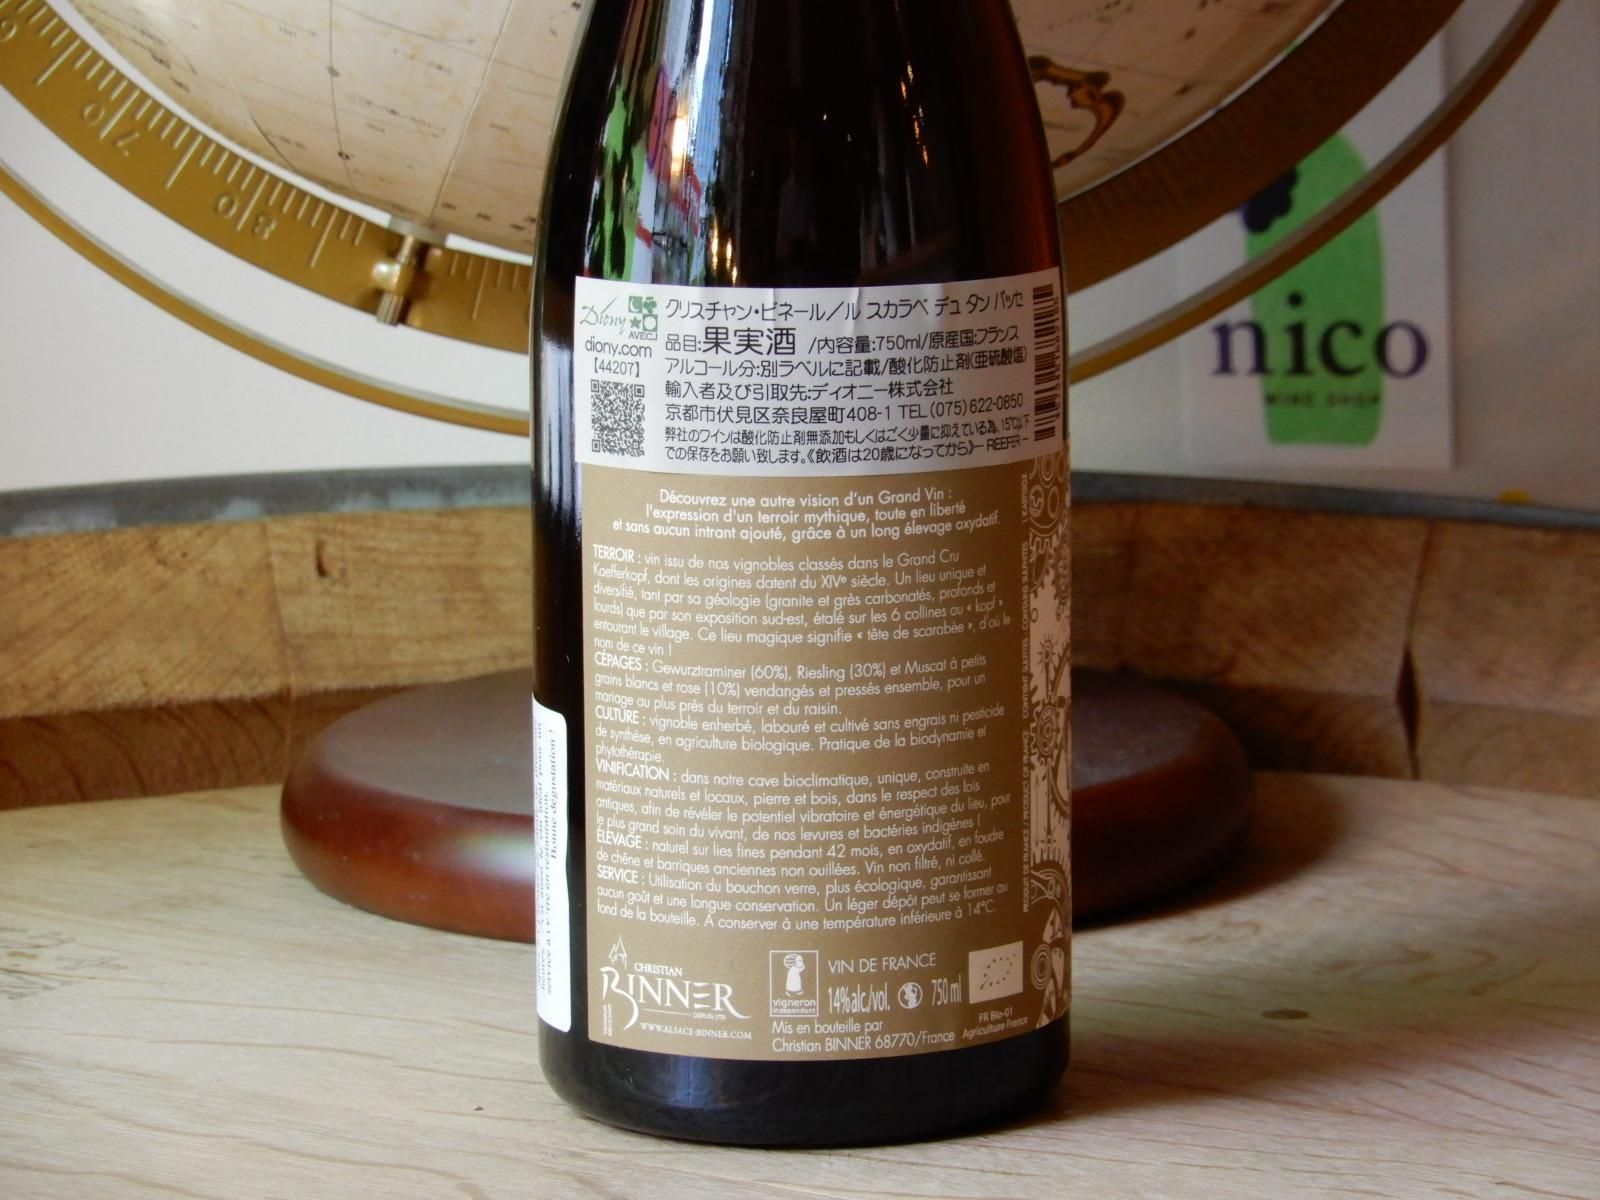 クリスチャン・ビネール/ル スカラベ デュ タン パッセ
品目:果実酒 /内容量:750ml/原産国:フランス
アルコール分:別ラベルに記載/酸化防止剤(亜硫酸塩)
輸入者及び引取先:ディオニー株式会社
京都市伏見区奈良屋町408-1 TEL(075)622-0850
弊社のワインは酸化防止剤無添加もしくはごく少量に抑えている為、15℃以下
での保存をお願い致します。《飲酒は20歳になってから》─ REEFER ─
Diony
AVECJ
diony.com
【44207】
Découvrez une autre vision d'un Grand Vin :
l'expression d'un terroir mythique, toute en liberté
et sans aucun intrant ajouté, grâce à un long élevage oxydatif.
TERROIR : vin issu de nos vignobles classés dans le Grand Cru
Kaefferkopf, dont les origines datent du XIVe siècle. Un lieu unique et
diversifié, tant par sa géologie (granite et grès carbonatés, profonds et
lourds) que par son exposition sud-est, étalé sur les 6 collines ou « kopf »
entourant le village. Ce lieu magique signifie « tête de scarabée », d'où le
nom de ce vin !
CÉPAGES : Gewurztraminer (60%), Riesling (30%) et Muscat à petits
grains blancs et rose (10%) vendangés et pressés ensemble, pour un
mariage au plus près du terroir et du raisin.
CULTURE : vignoble enherbé, labouré et cultivé sans engrais ni pesticide
de synthèse, en agriculture biologique. Pratique de la biodynamie et
phytothérapie.
VINIFICATION : dans notre cave bioclimatique, unique, construite en
matériaux naturels et locaux, pierre et bois, dans le respect des lois
antiques, afin de révéler le potentiel vibratoire et énergétique du lieu, pour
le plus grand soin du vivant, de nos levures et bactéries indigènes !
ÉLEVAGE : naturel sur lies fines pendant 42 mois, en oxydatif, en foudre
de chêne et barriques anciennes non ouillées. Vin non filtré, ni collé.
SERVICE : Utilisation du bouchon verre, plus écologique, garantissant
aucun goût et une longue conservation. Un léger dépôt peut se former au
fond de la bouteille. A conserver à une température inférieure à 14°C.
CHRISTIAN
BINNER
DEPUIS 1770
WWW.ALSACE-BINNER.COM
vigneron
indépendant
VIN DE FRANCE
14%alc./vol. 750 ml
Mis en bouteille par
Christian BINNER 68770/France
FR Bio-01
Agriculture France
PRODUIT DE FRANCE / PRODUCT OF FRANCE CONTIENT SULFITES - CONTAINS SULPHITES
Bonne dégustation !
nico
WINE SHOP
70
80